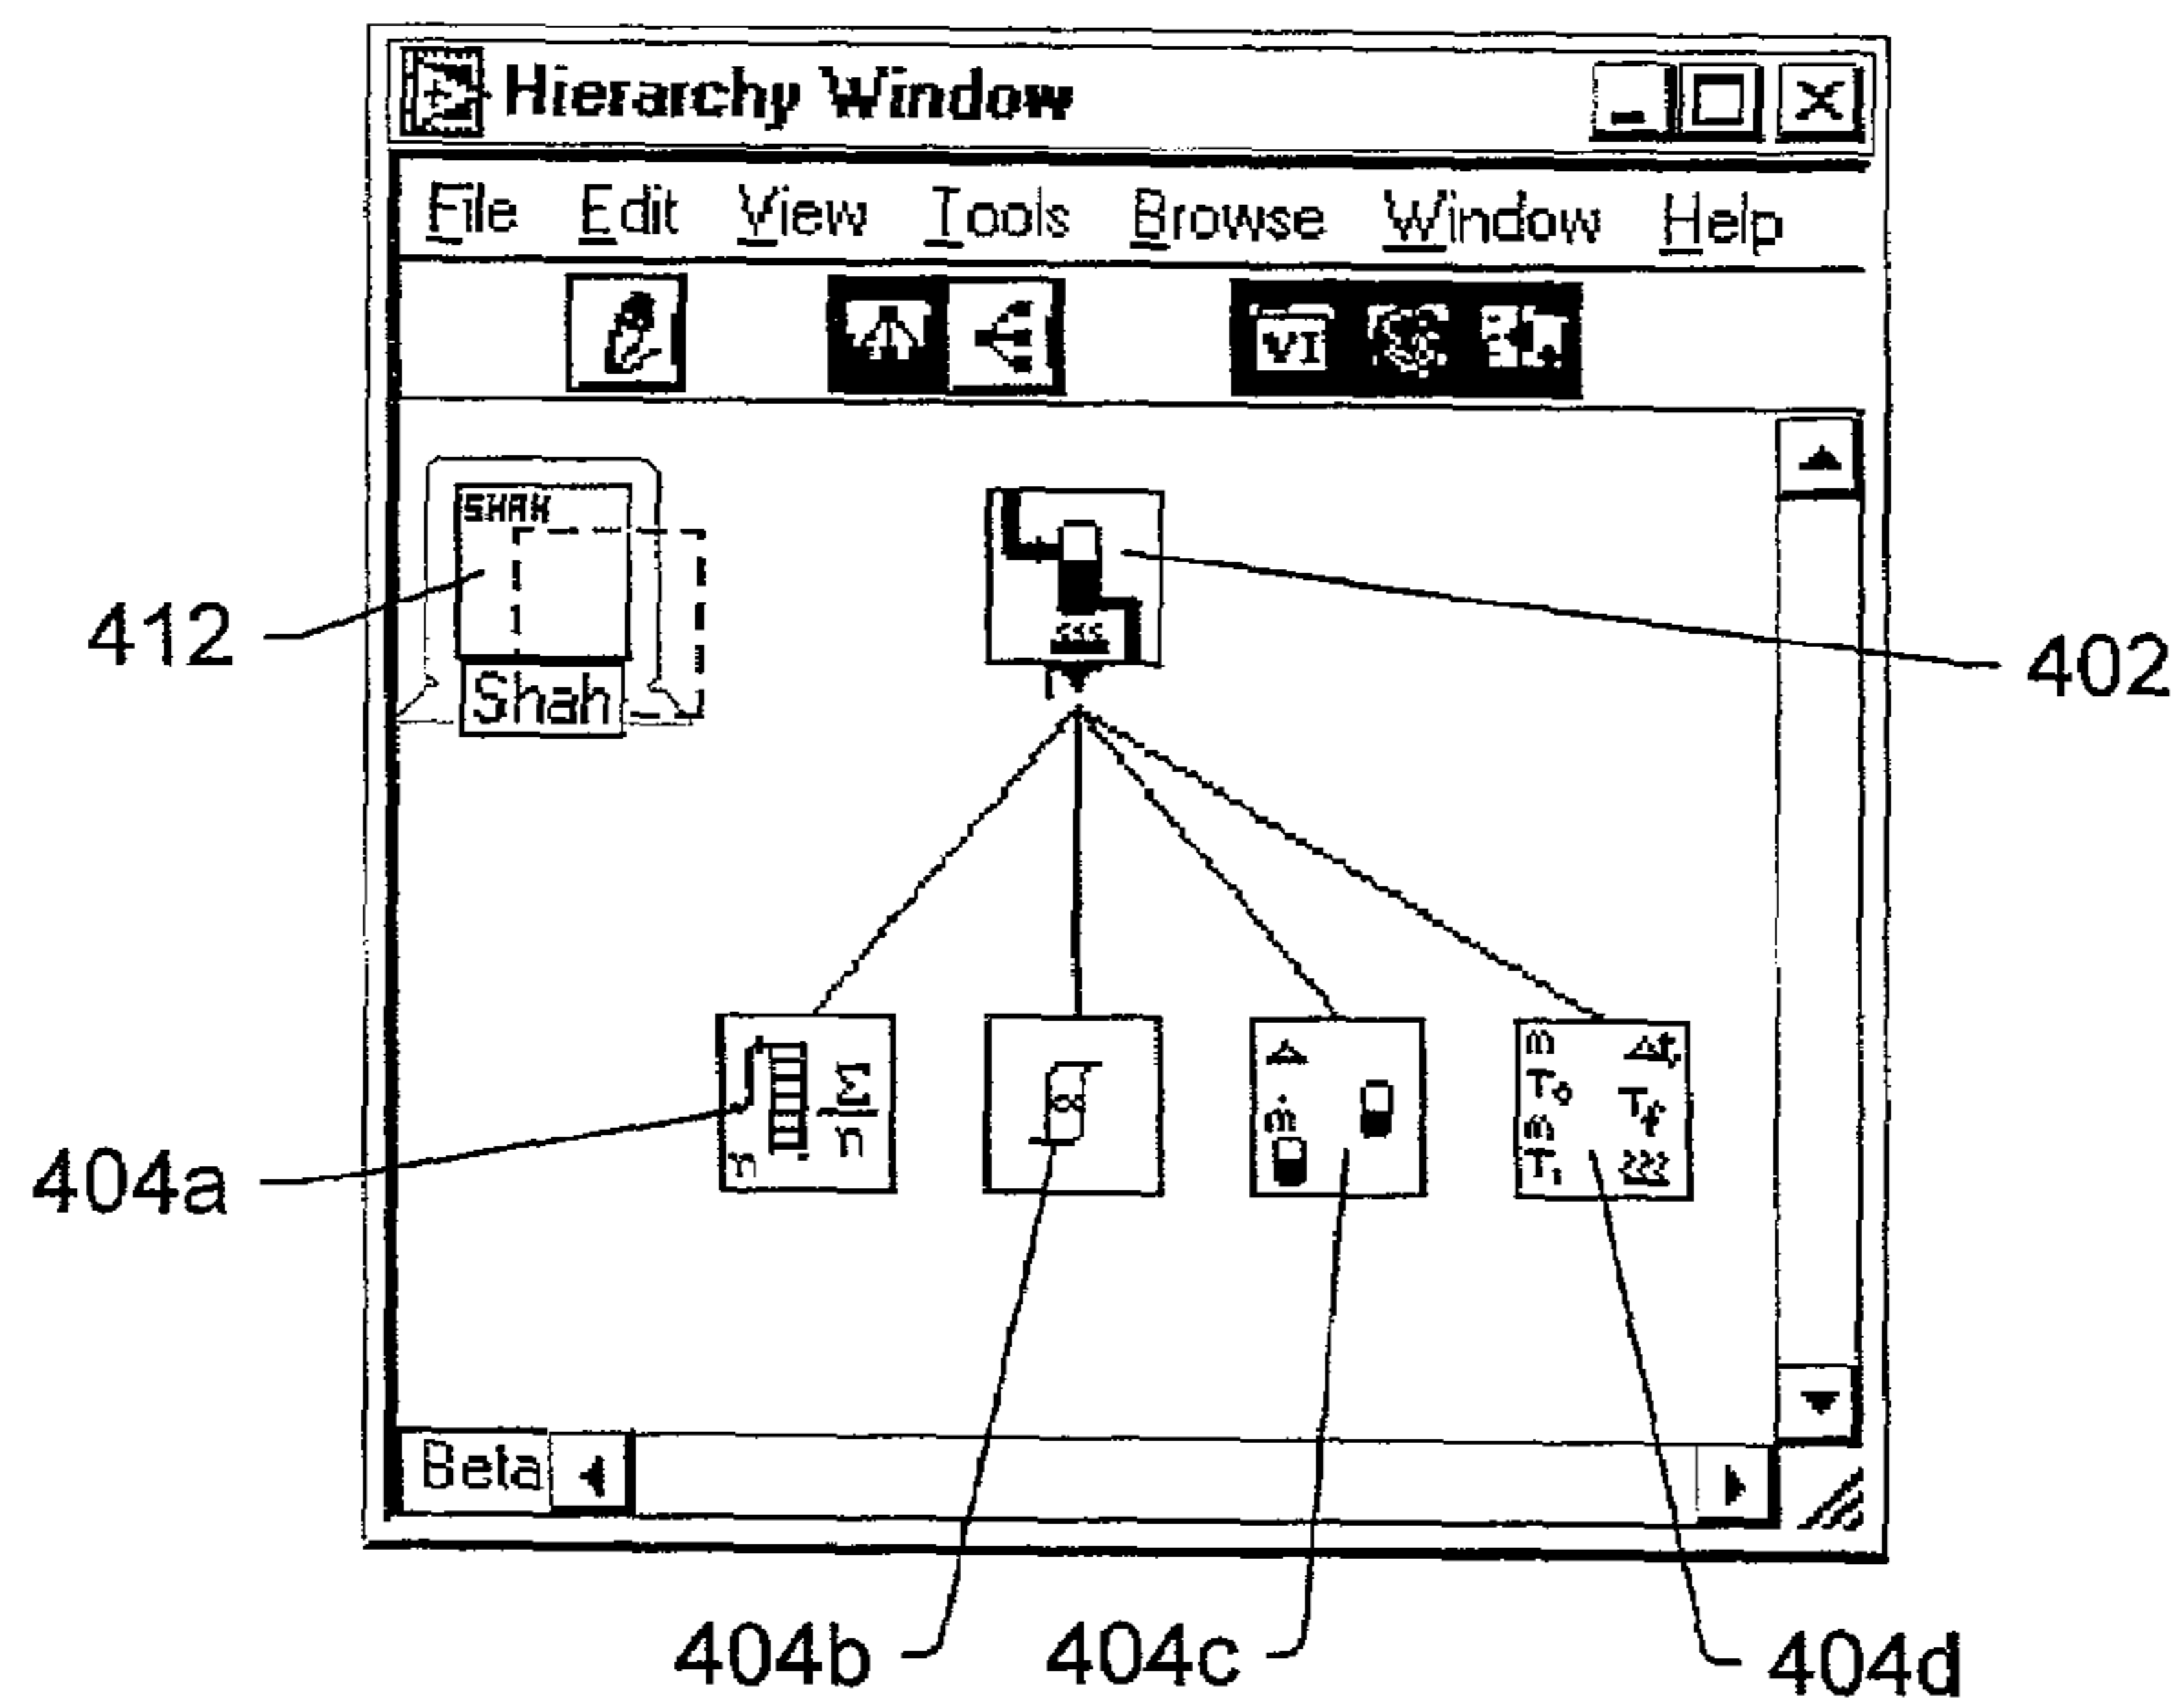 Hierarchy Window
File Edit View Tools Browse Window Help
VI
SHAH
Shah
412
402
n Σ n
Δ ṁ
m T₀ m T₁ Δt T_f
404a
Beta
404b 404c 404d